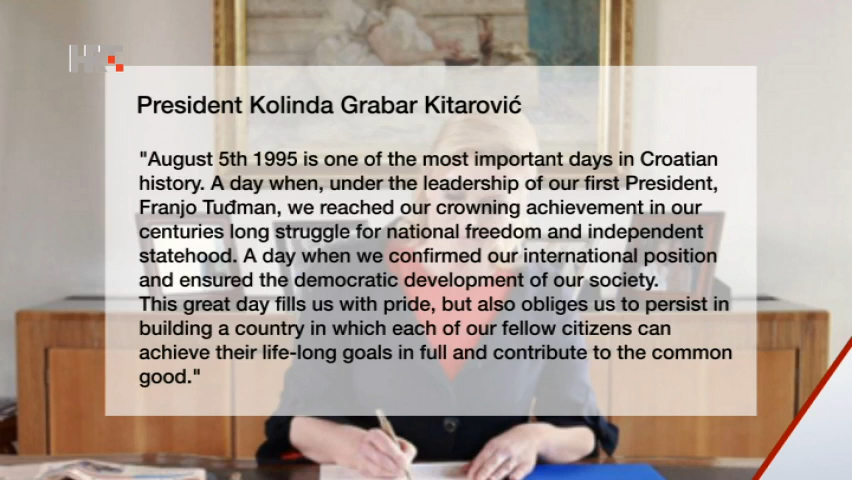 HRT
President Kolinda Grabar Kitarović
"August 5th 1995 is one of the most important days in Croatian
history. A day when, under the leadership of our first President,
Franjo Tuđman, we reached our crowning achievement in our
centuries long struggle for national freedom and independent
statehood. A day when we confirmed our international position
and ensured the democratic development of our society.
This great day fills us with pride, but also obliges us to persist in
building a country in which each of our fellow citizens can
achieve their life-long goals in full and contribute to the common
good."